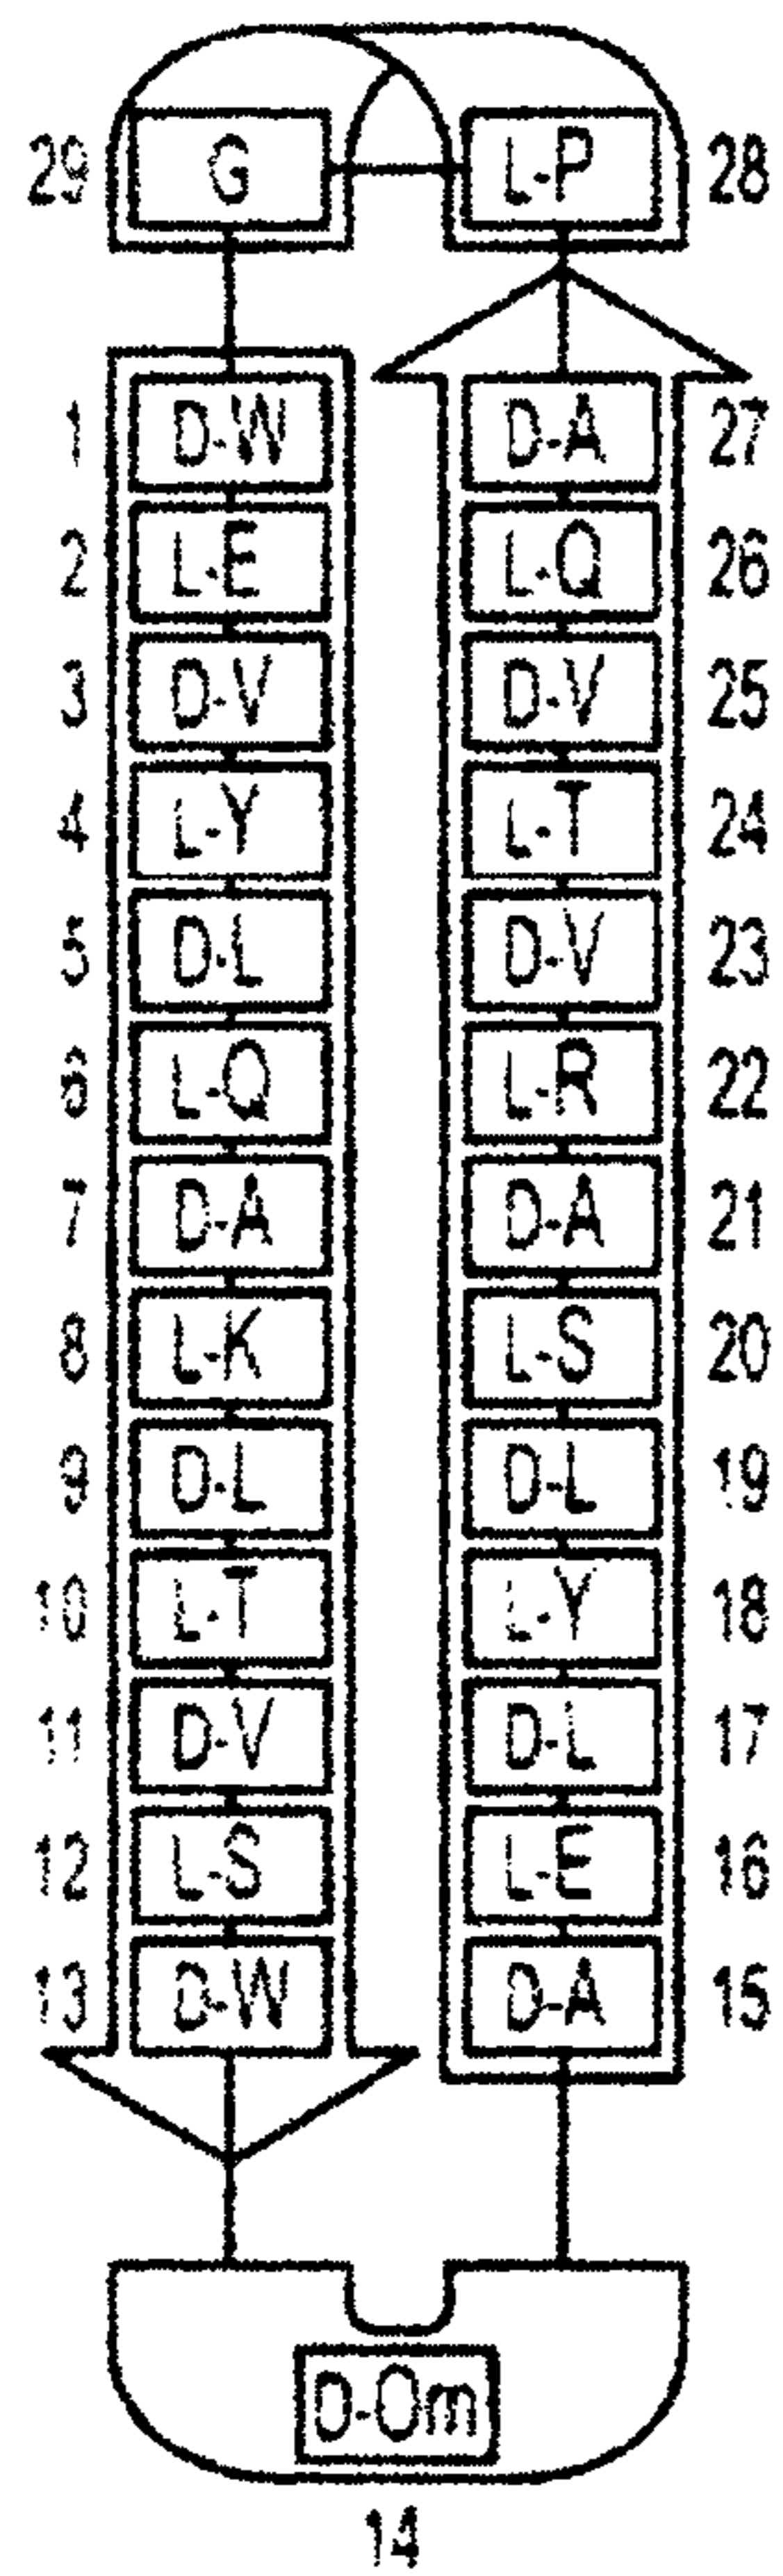 29 G L-P 28
1 D-W D-A 27
2 L-E L-Q 26
3 D-V D-V 25
4 L-Y L-T 24
5 D-L D-V 23
6 L-Q L-R 22
7 D-A D-A 21
8 L-K L-S 20
9 D-L D-L 19
10 L-T L-Y 18
11 D-V D-L 17
12 L-S L-E 16
13 D-W D-A 15
D-Om
14